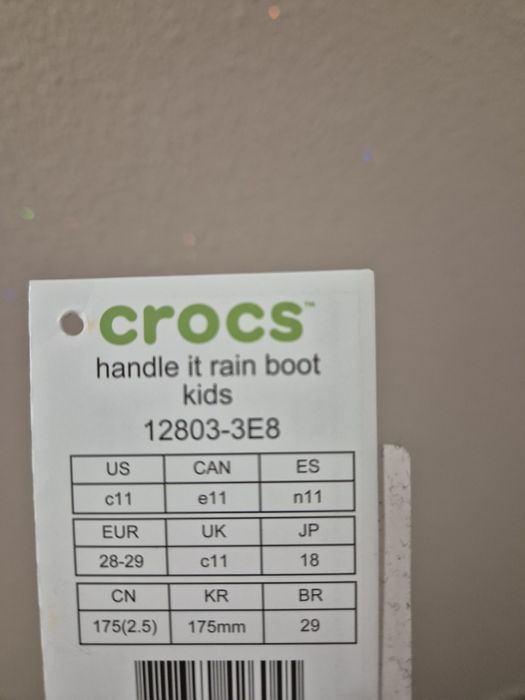 crocs™
handle it rain boot
kids
12803-3E8
US CAN ES
c11 e11 n11
EUR UK JP
28-29 c11 18
CN KR BR
175(2.5) 175mm 29